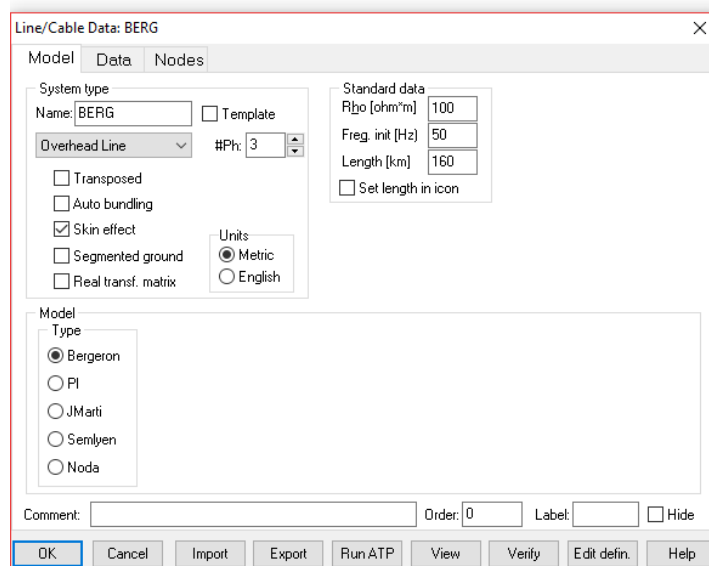 Line/Cable Data: BERG
Model Data Nodes
System type
Name: BERG Template
Overhead Line #Ph: 3
Transposed
Auto bundling
Skin effect
Segmented ground
Real transf. matrix
Units
Metric
English
Standard data
Rho [ohm*m] 100
Freq. init [Hz] 50
Length [km] 160
Set length in icon
Model
Type
Bergeron
PI
JMarti
Semlyen
Noda
Comment: Order: 0 Label: Hide
OK Cancel Import Export Run ATP View Verify Edit defin. Help